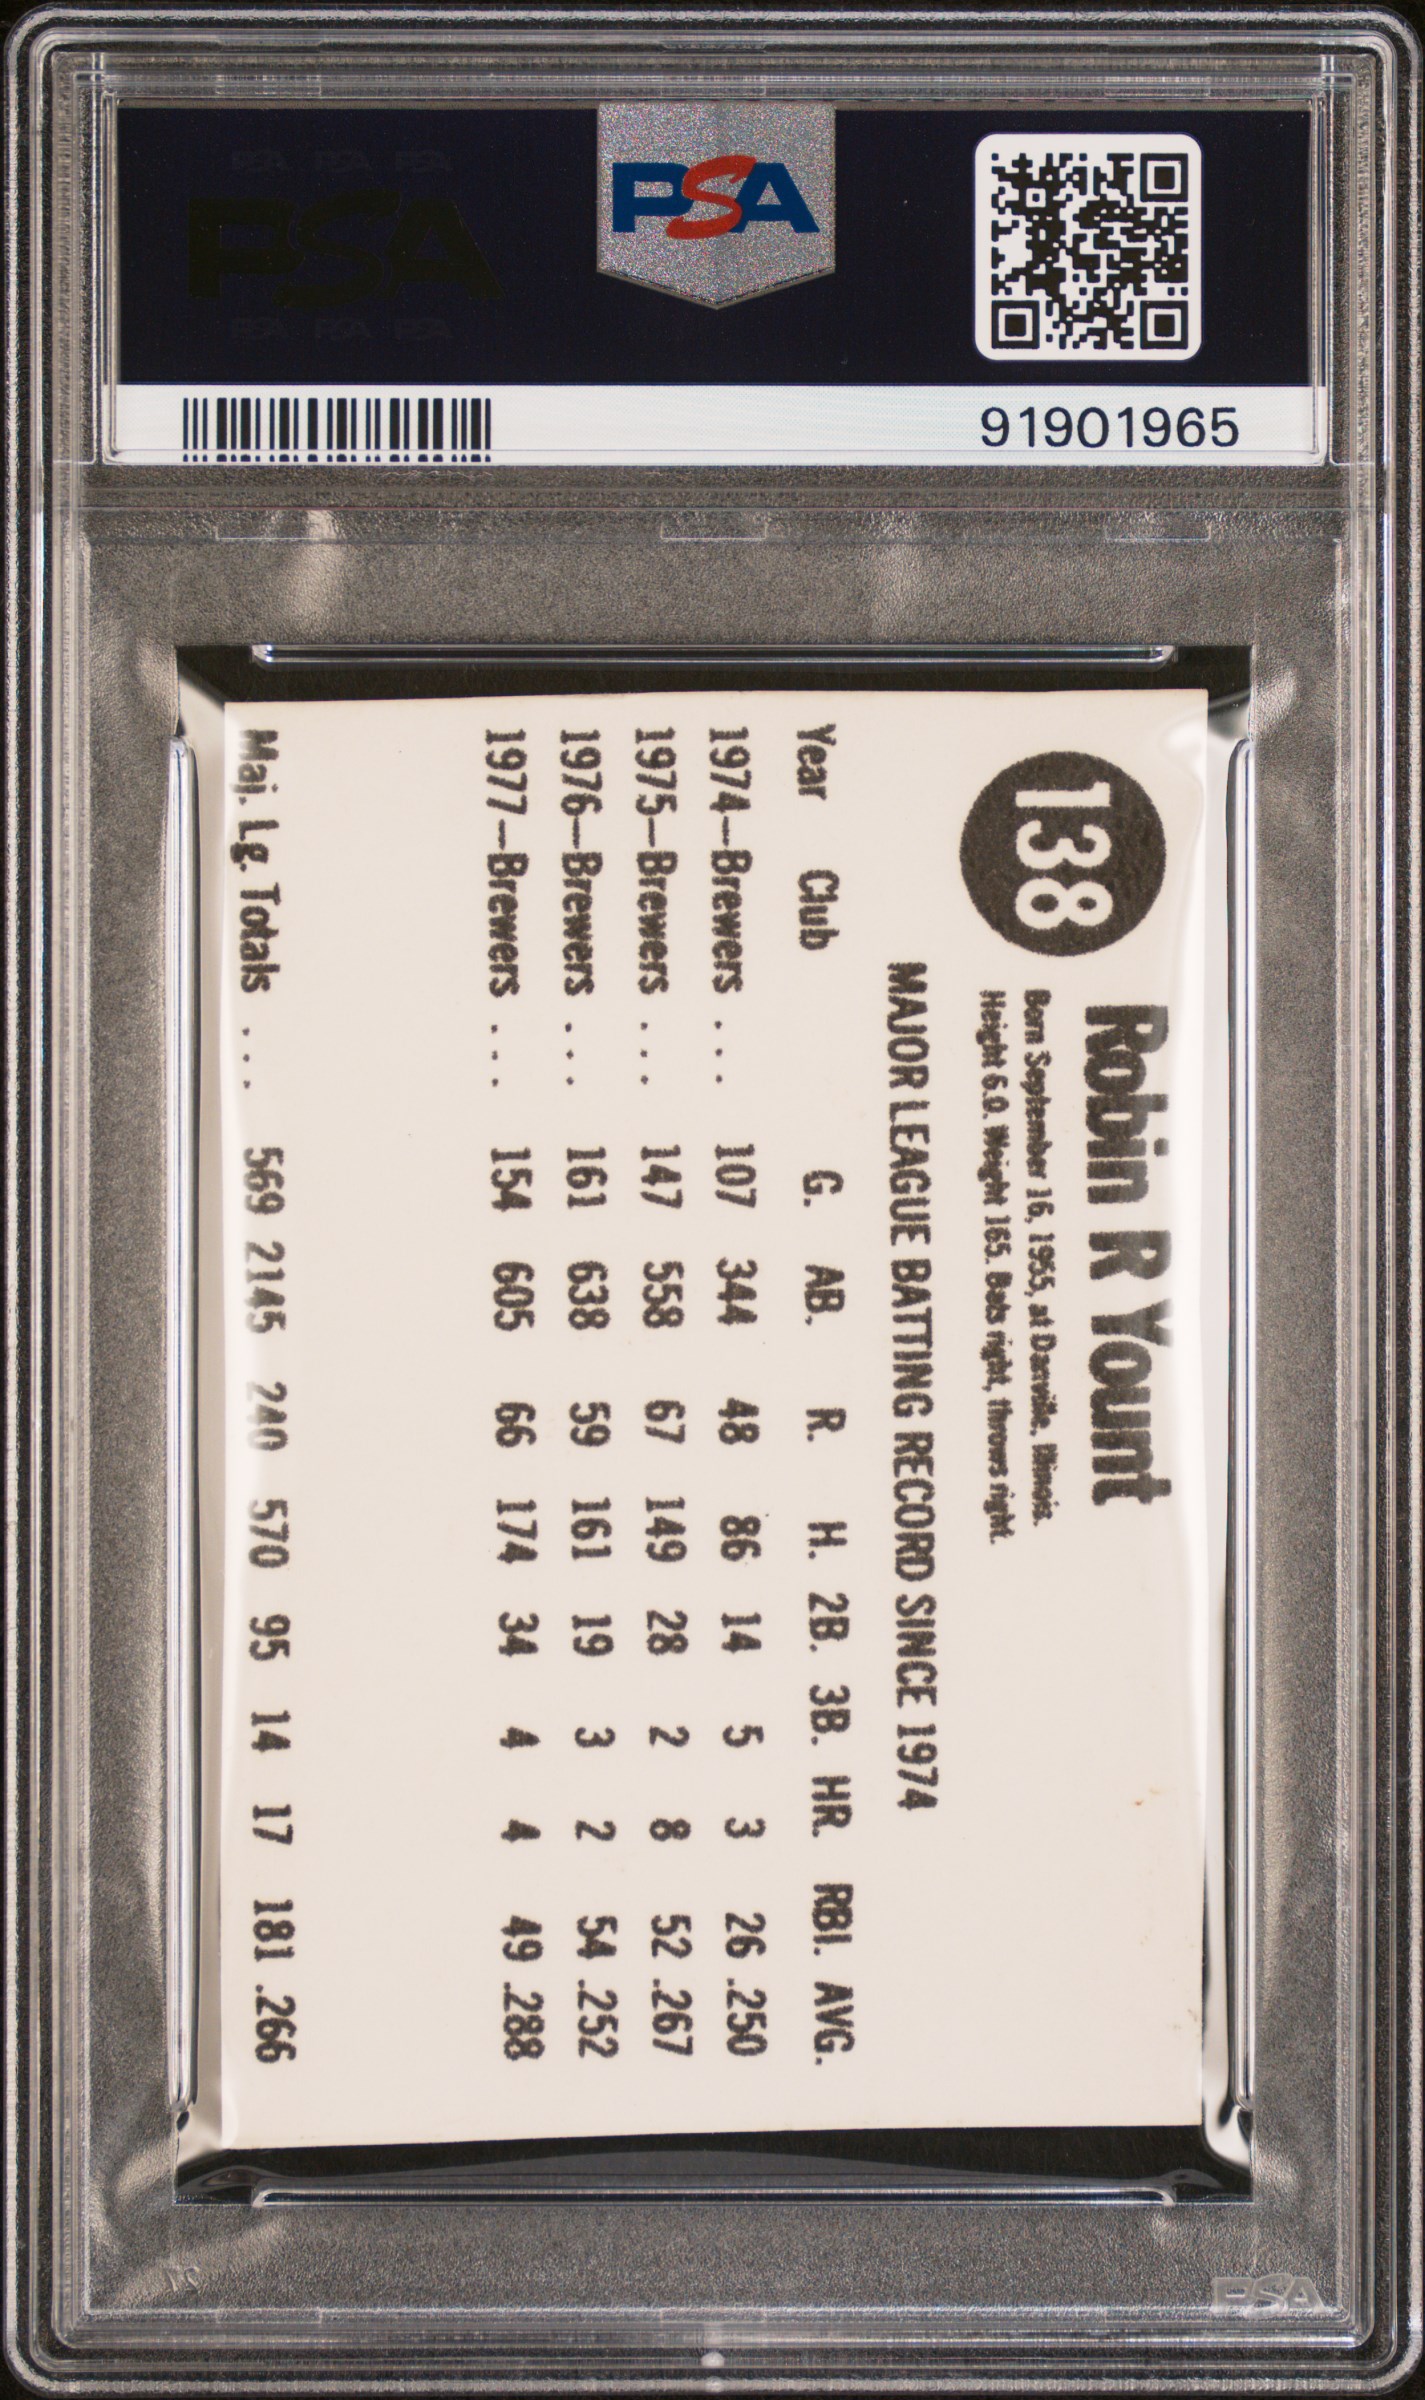 PSA
PSA
91901965
138
Robin R Yount
Born September 16, 1955, at Danville, Illinois.
Height 6.0. Weight 165. Bats right, throws right.
MAJOR LEAGUE BATTING RECORD SINCE 1974
Year Club G. AB. R. H. 2B. 3B. HR. RBI. AVG.
1974—Brewers . . . 107 344 48 86 14 5 3 26 .250
1975—Brewers . . . 147 558 67 149 28 2 8 52 .267
1976—Brewers . . . 161 638 59 161 19 3 2 54 .252
1977—Brewers . . . 154 605 66 174 34 4 4 49 .288
Maj. Lg. Totals . . . 569 2145 240 570 95 14 17 181 .266
PSA